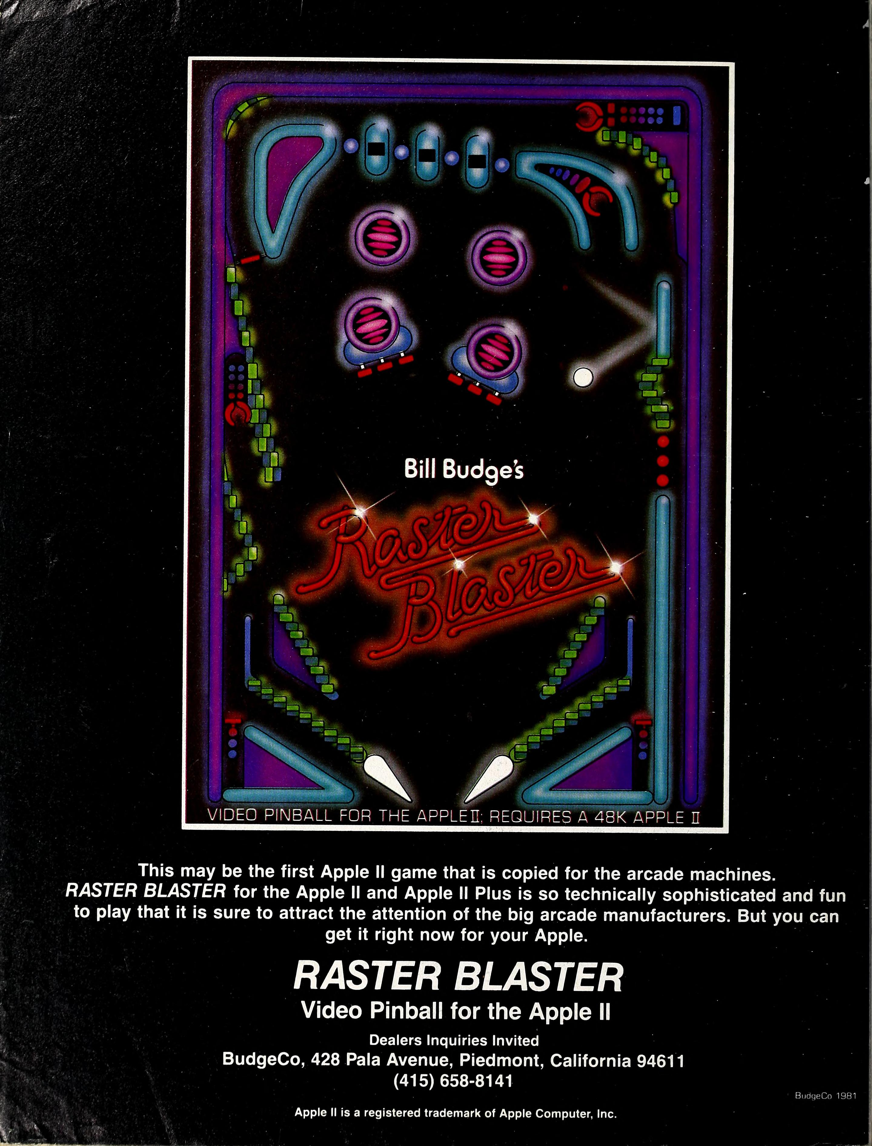 Bill Budge's
Raster
Blaster
VIDEO PINBALL FOR THE APPLE II: REQUIRES A 48K APPLE II
This may be the first Apple II game that is copied for the arcade machines.
RASTER BLASTER for the Apple II and Apple II Plus is so technically sophisticated and fun
to play that it is sure to attract the attention of the big arcade manufacturers. But you can
get it right now for your Apple.
RASTER BLASTER
Video Pinball for the Apple II
Dealers Inquiries Invited
BudgeCo, 428 Pala Avenue, Piedmont, California 94611
(415) 658-8141
BudgeCo 1981
Apple II is a registered trademark of Apple Computer, Inc.